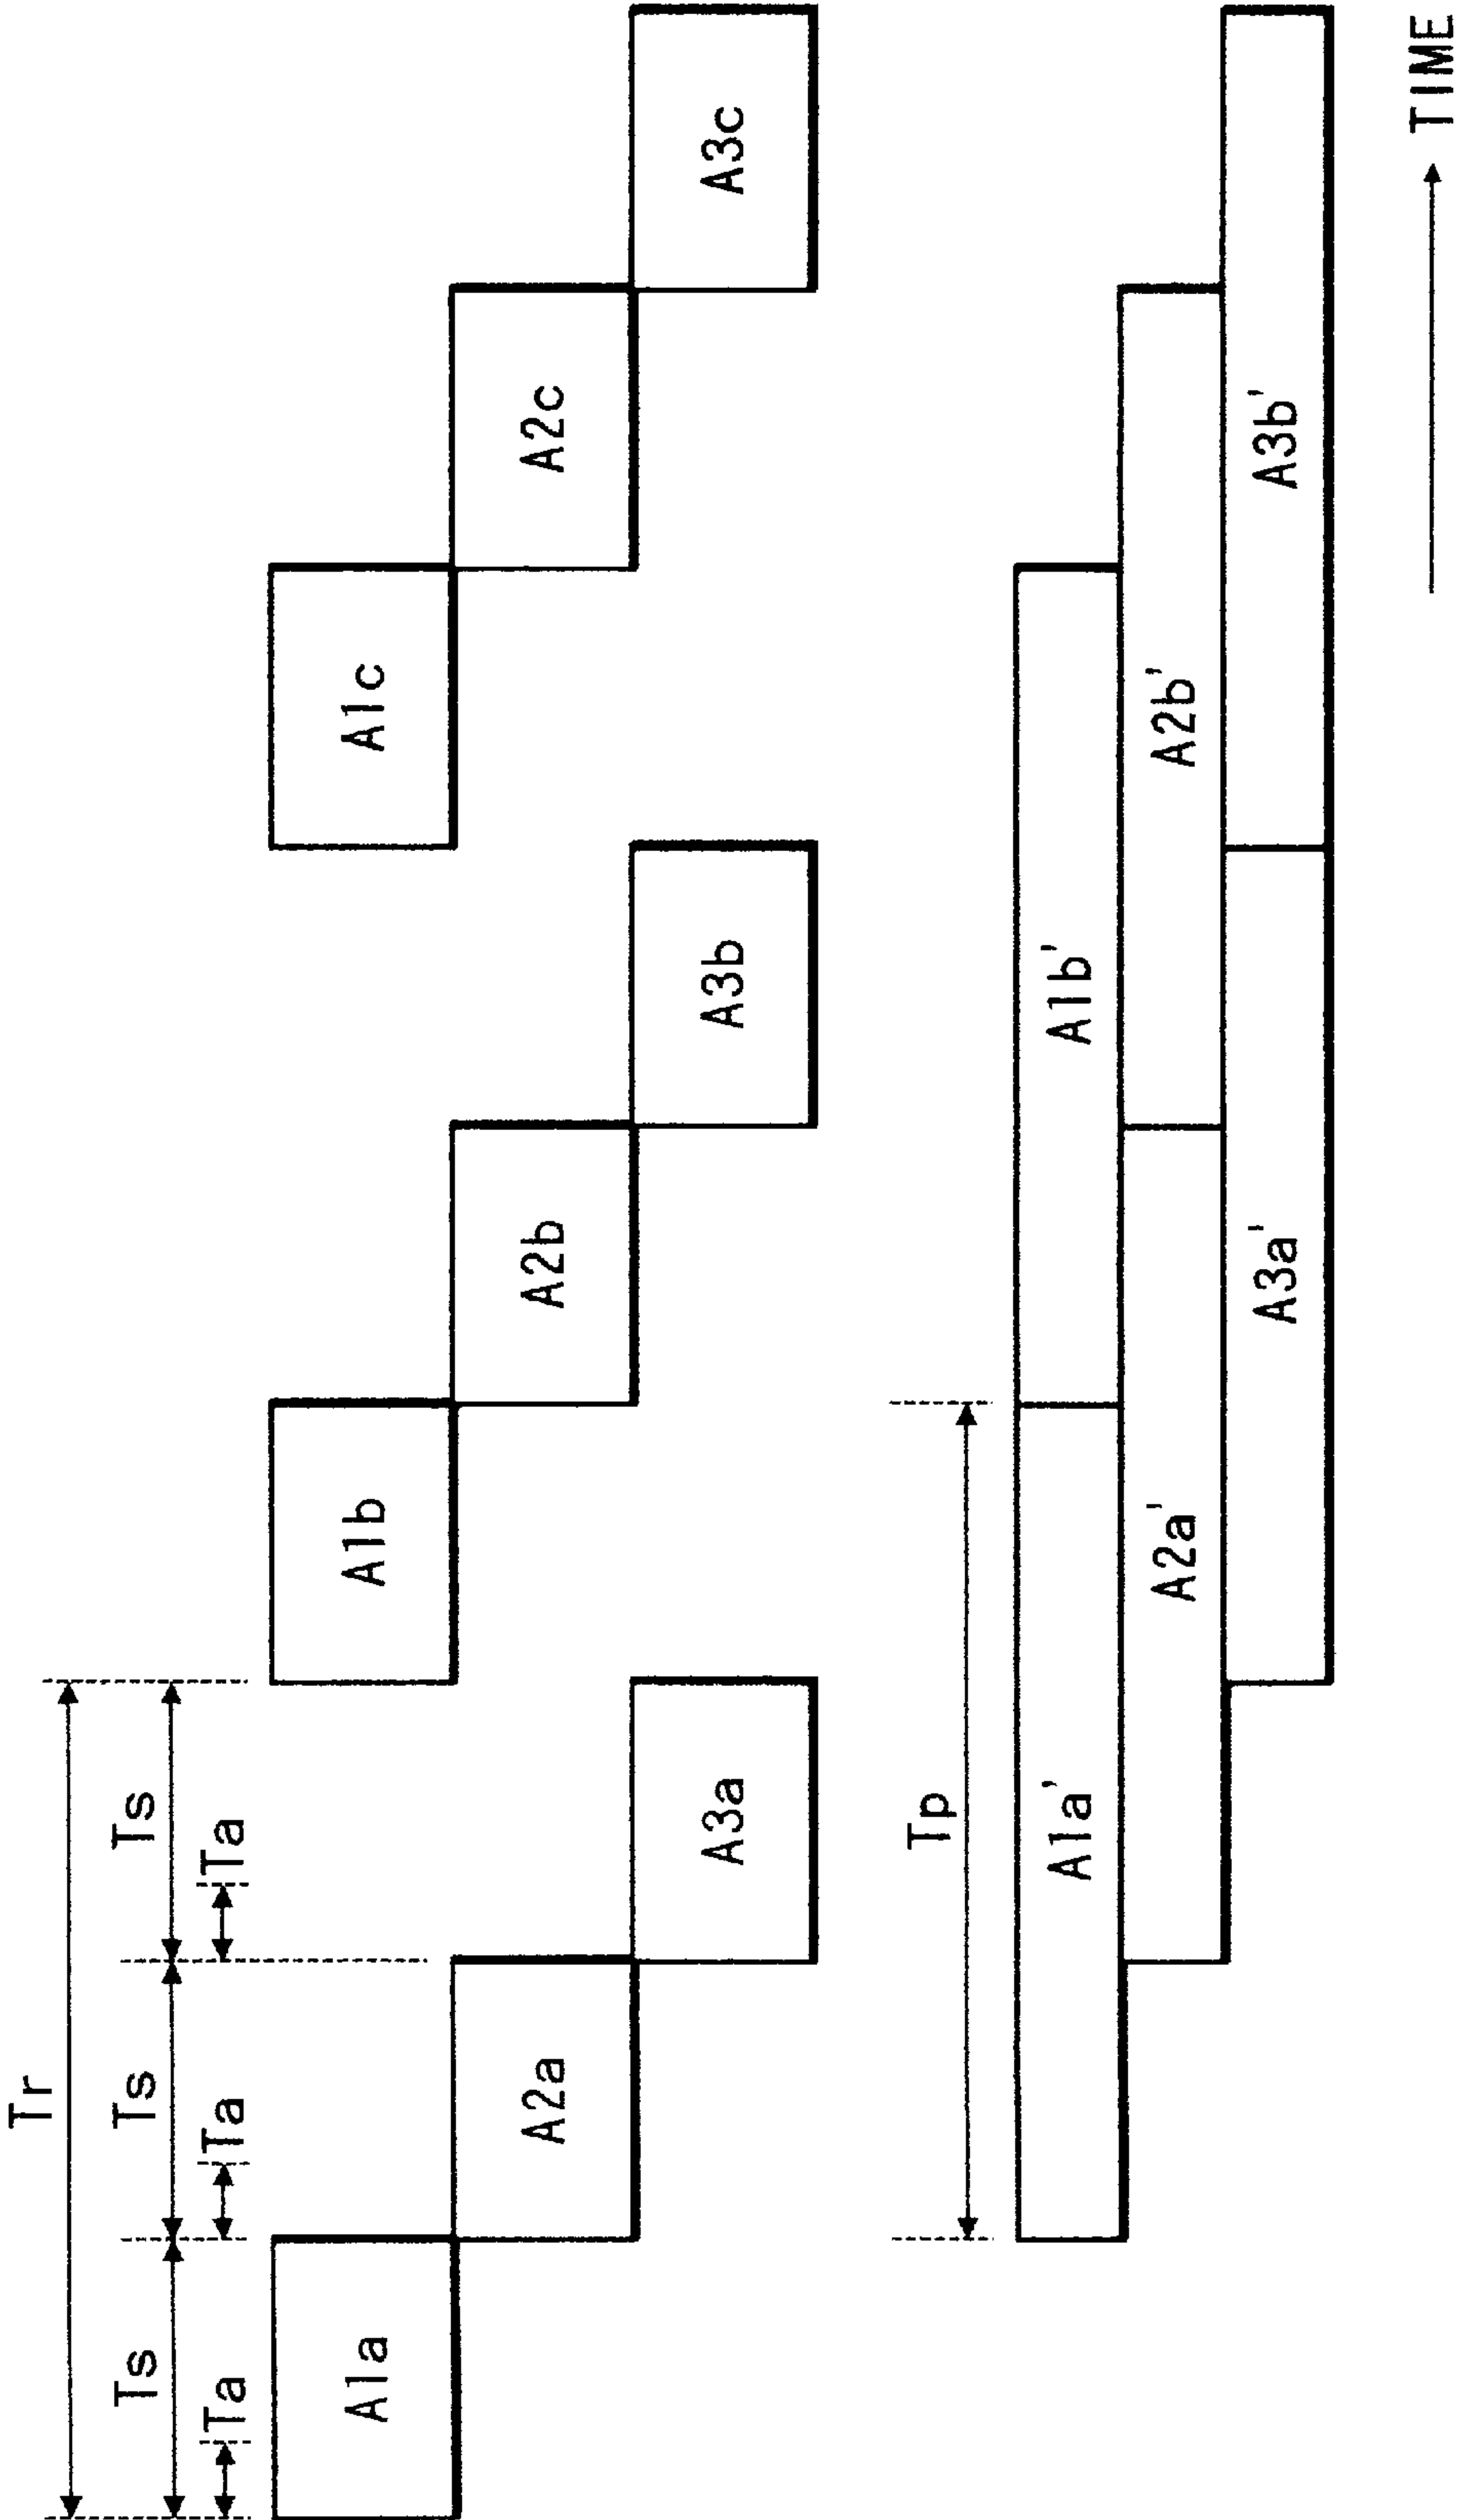 Tr
Ts Ts Ts
Ta Ta Ta
A1a A1b A1c
A2a A2b A2c
A3a A3b A3c
Tp
A1a' A1b'
A2a' A2b'
A3a' A3b'
TIME